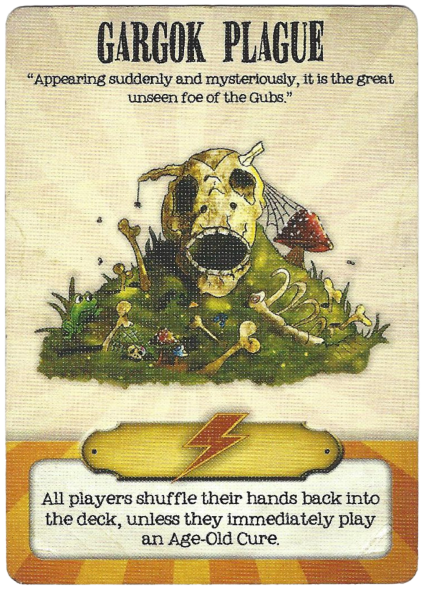 GARGOK PLAGUE
“Appearing suddenly and mysteriously, it is the great
unseen foe of the Gubs.”
All players shuffle their hands back into
the deck, unless they immediately play
an Age-Old Cure.